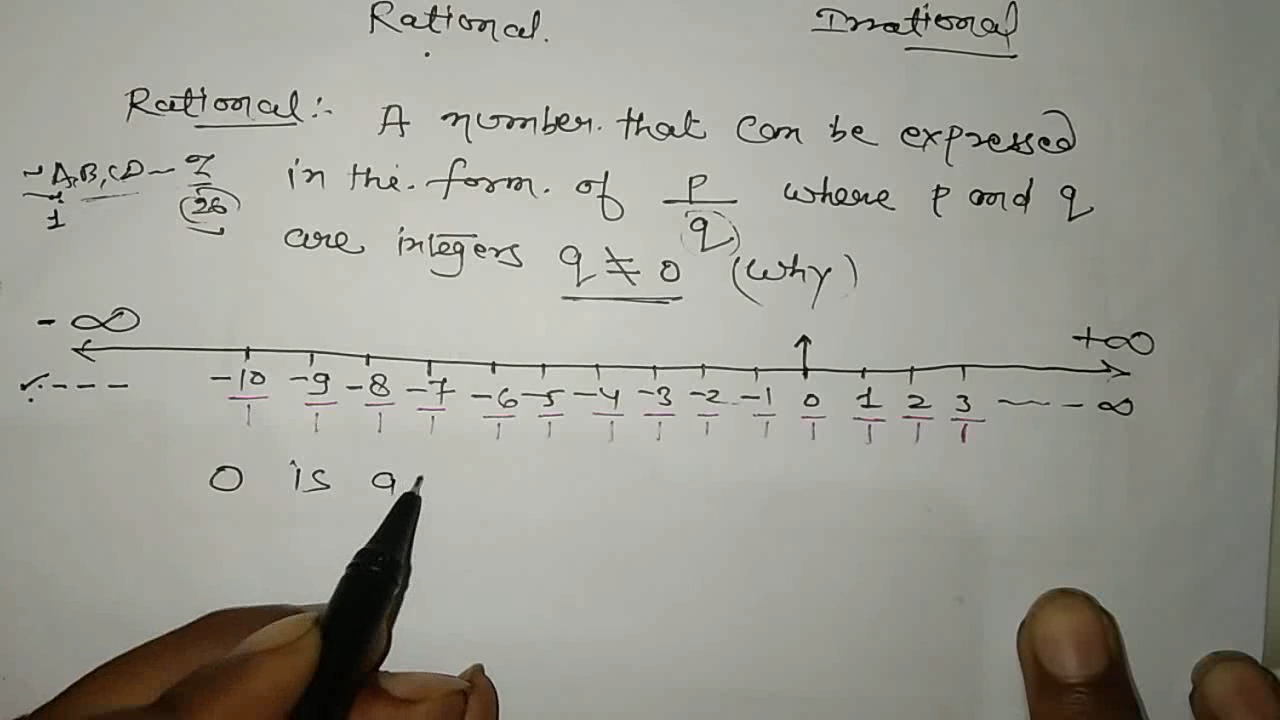 Rational. Irrational
Rational:- A number that can be expressed
A, B, C, D - Z in the form of p/q where p and q
1 26 are integers q ≠ 0 (why)
-∞ +∞
---- -10/1 -9/1 -8/1 -7/1 -6/1 -5/1 -4/1 -3/1 -2/1 -1/1 0/1 1/1 2/1 3/1 --- ∞
0 is a